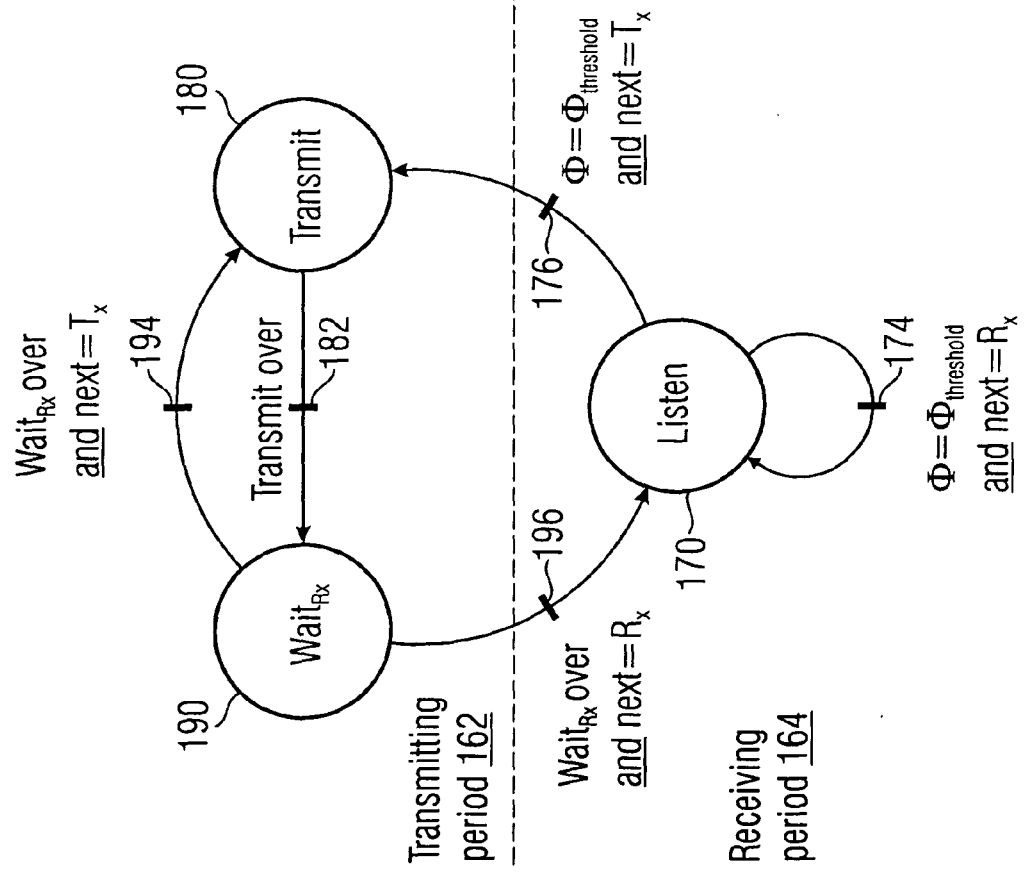 Wait_Rx over
and next=T_x
194
180
Transmit
Transmit over
182
190
Wait_Rx
Transmitting
period 162
Wait_Rx over
and next=R_x
196
176
Φ=Φ_threshold
and next=T_x
Listen
170
174
Φ=Φ_threshold
and next=R_x
Receiving
period 164